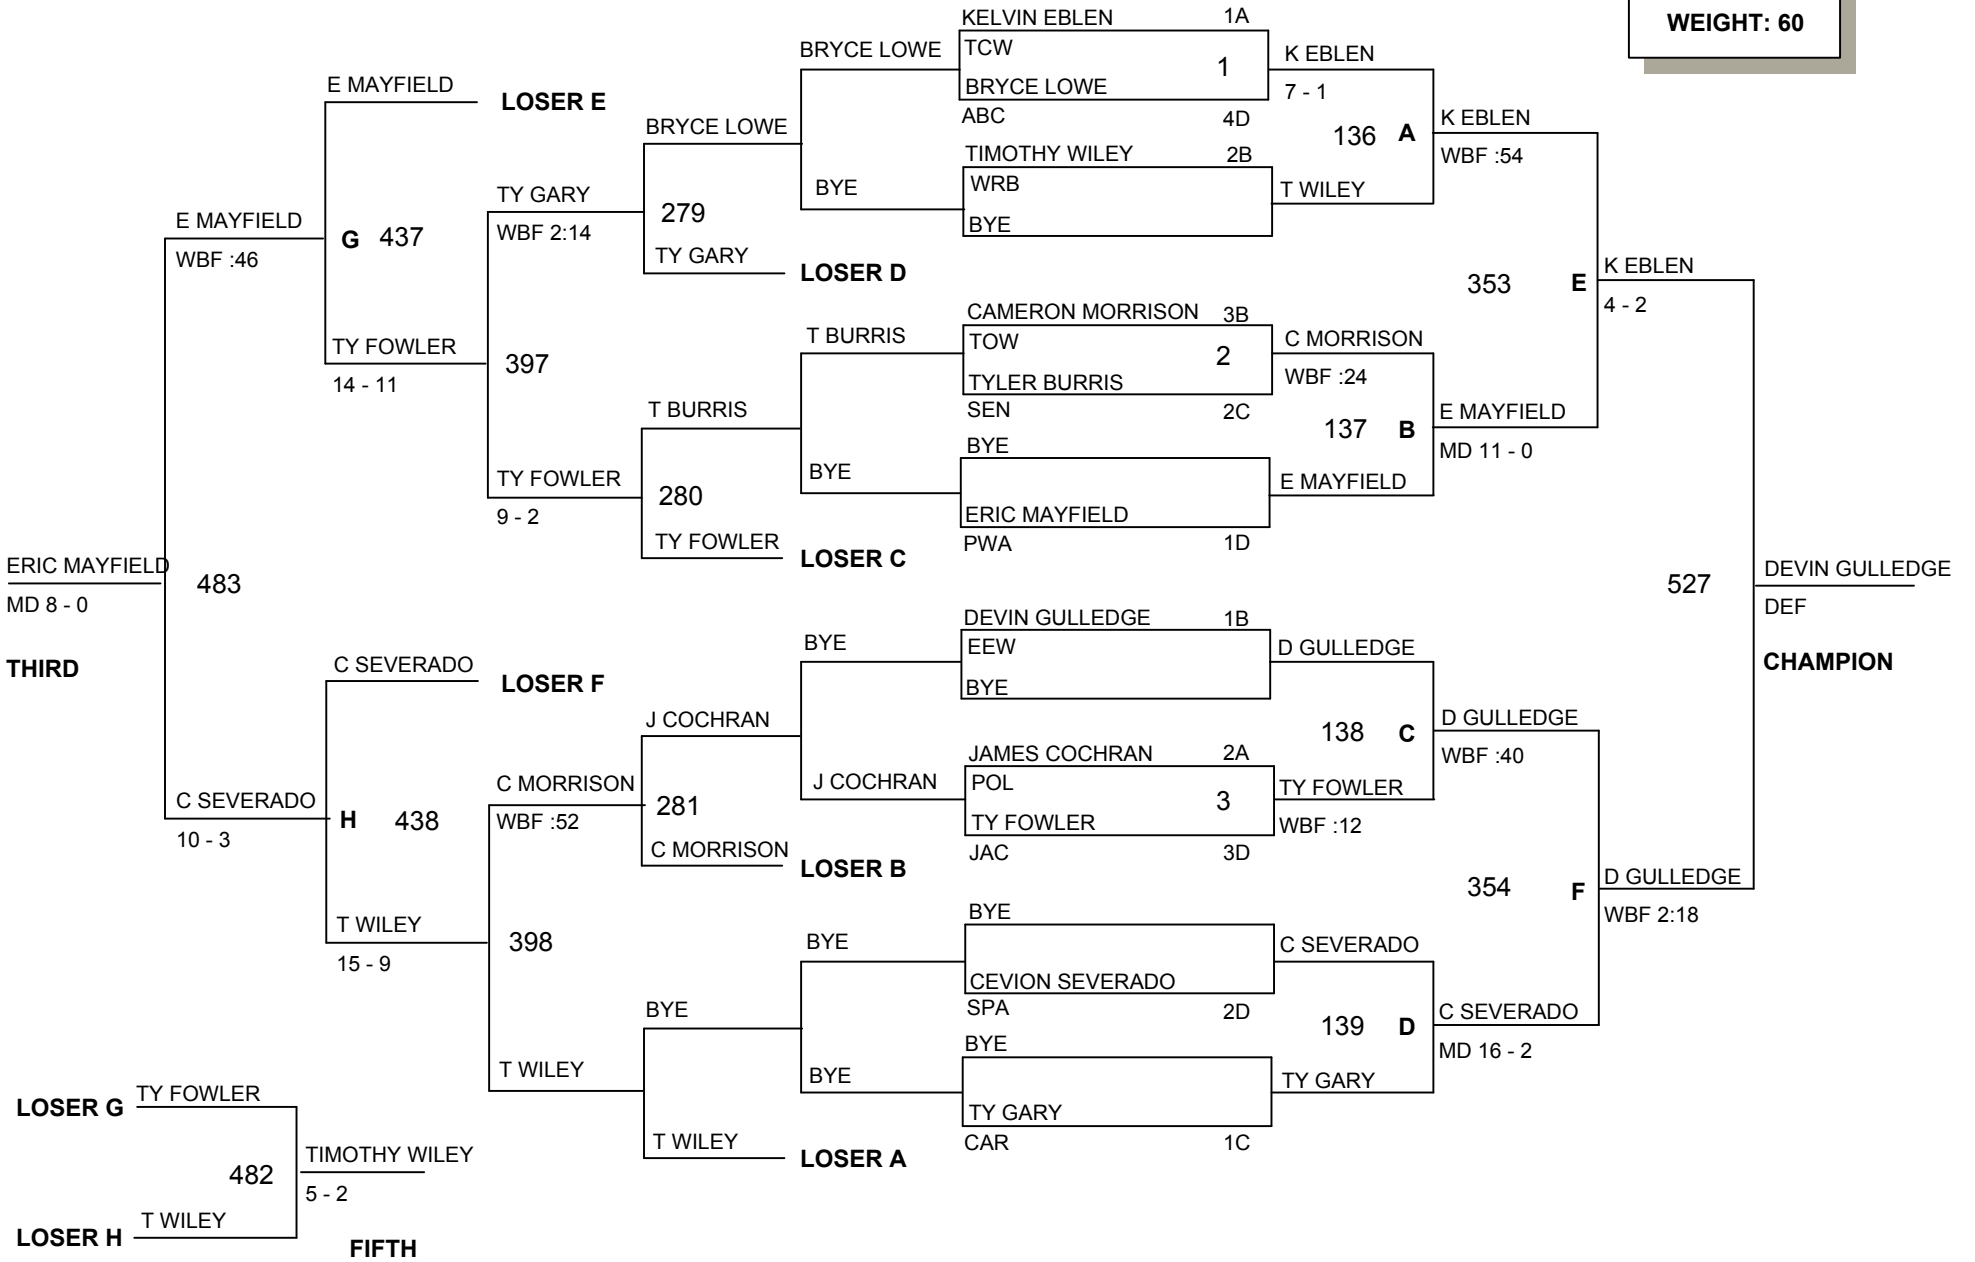 WEIGHT: 60
KELVIN EBLEN 1A
TCW
1
BRYCE LOWE
ABC 4D
TIMOTHY WILEY 2B
WRB
BYE
CAMERON MORRISON 3B
TOW
2
TYLER BURRIS
SEN 2C
BYE
ERIC MAYFIELD
PWA 1D
DEVIN GULLEDGE 1B
EEW
BYE
JAMES COCHRAN 2A
POL
3
TY FOWLER
JAC 3D
BYE
CEVION SEVERADO
SPA 2D
BYE
TY GARY
CAR 1C
K EBLEN
7 - 1
136 A
T WILEY
C MORRISON
WBF :24
137 B
E MAYFIELD
D GULLEDGE
138 C
TY FOWLER
WBF :12
C SEVERADO
139 D
TY GARY
K EBLEN
WBF :54
353 E
E MAYFIELD
MD 11 - 0
D GULLEDGE
WBF :40
354 F
C SEVERADO
MD 16 - 2
K EBLEN
4 - 2
527
D GULLEDGE
WBF 2:18
DEVIN GULLEDGE
DEF
CHAMPION
BRYCE LOWE
BYE
T BURRIS
BYE
BYE
J COCHRAN
BYE
BYE
BRYCE LOWE
279
TY GARY
LOSER D
T BURRIS
280
TY FOWLER
LOSER C
J COCHRAN
281
C MORRISON
LOSER B
BYE
T WILEY
LOSER A
TY GARY
WBF 2:14
397
TY FOWLER
9 - 2
C MORRISON
WBF :52
398
T WILEY
E MAYFIELD
LOSER E
G 437
TY FOWLER
14 - 11
C SEVERADO
LOSER F
H 438
T WILEY
15 - 9
E MAYFIELD
WBF :46
483
C SEVERADO
10 - 3
ERIC MAYFIELD
MD 8 - 0
THIRD
LOSER G TY FOWLER
482
LOSER H T WILEY
TIMOTHY WILEY
5 - 2
FIFTH